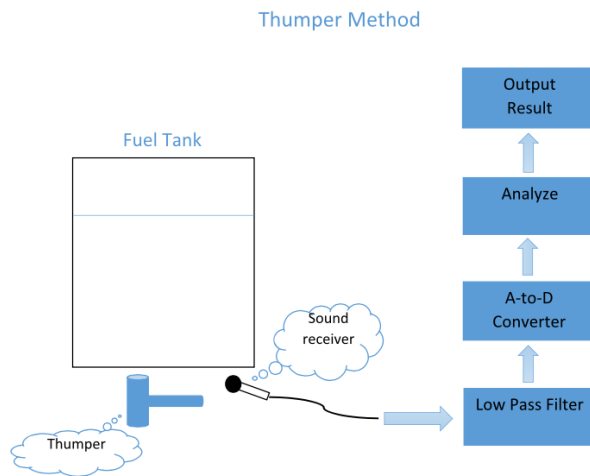 Thumper Method
Output
Result
Fuel Tank
Analyze
Sound
receiver
A-to-D
Converter
Low Pass Filter
Thumper